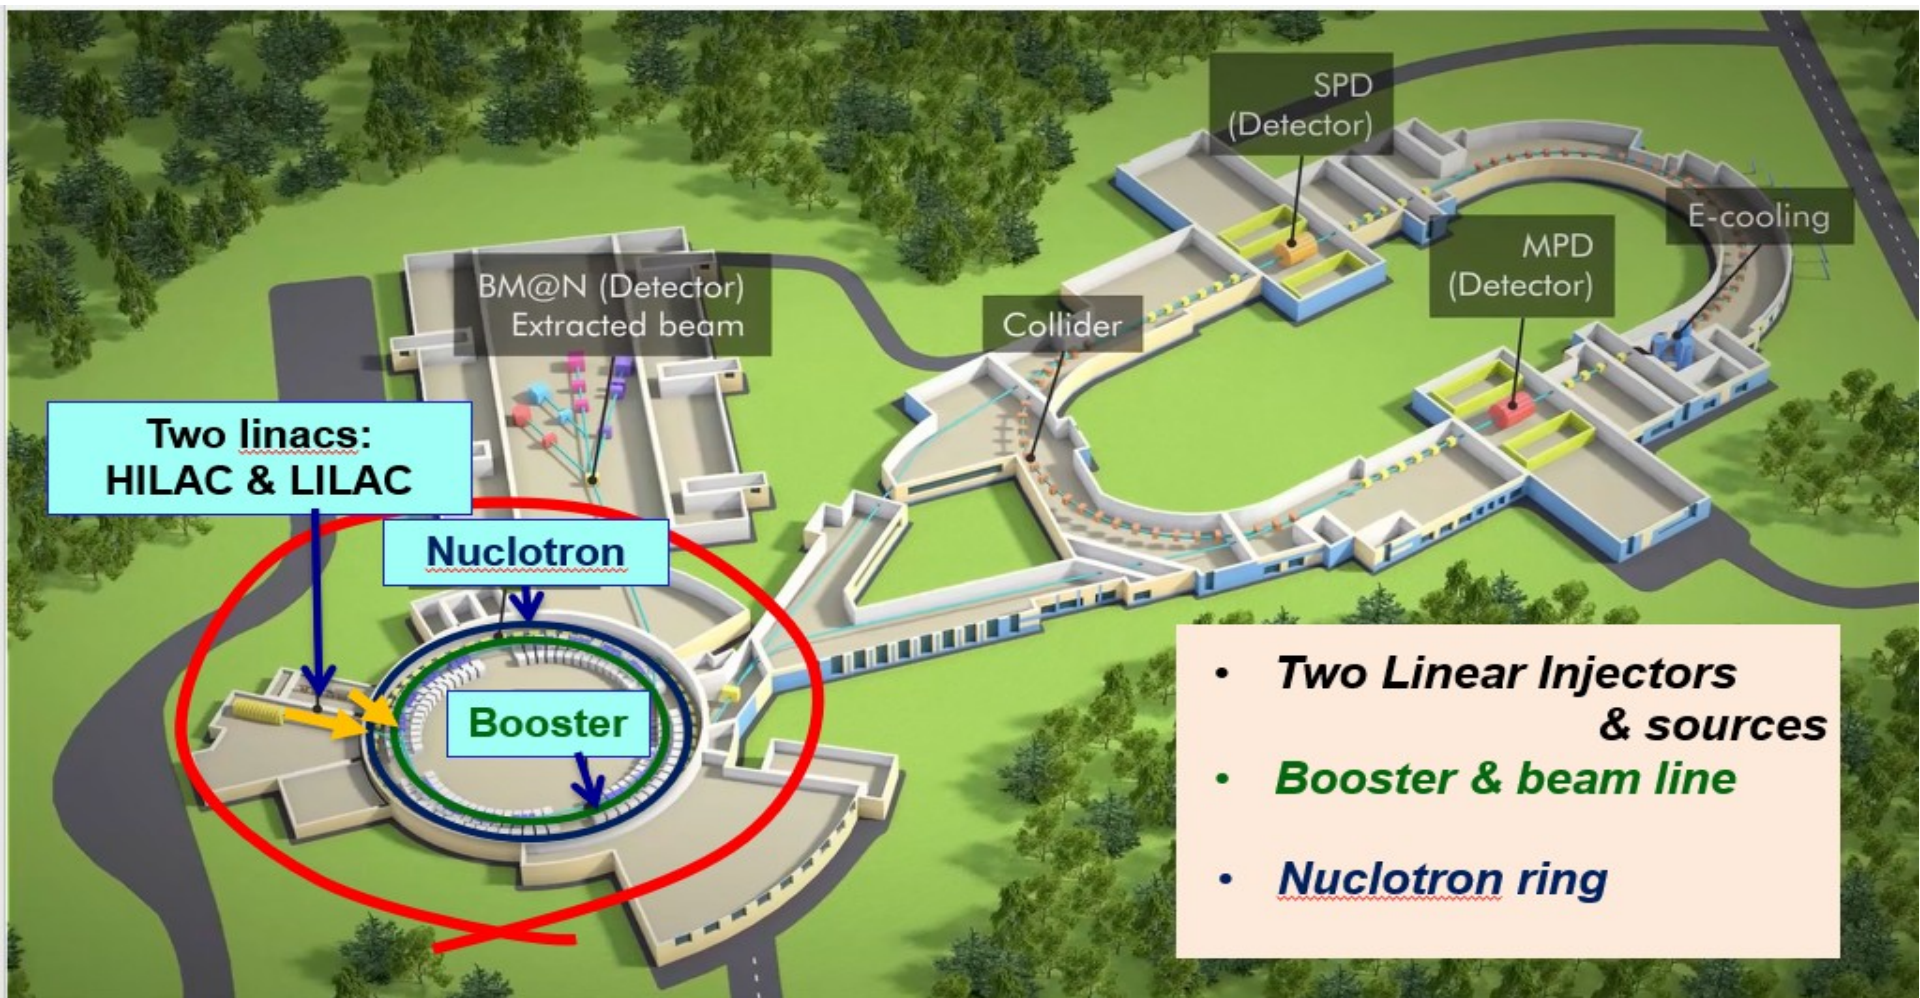 SPD
(Detector)
E-cooling
MPD
(Detector)
BM@N (Detector)
Extracted beam
Collider
Two linacs:
HILAC & LILAC
Nuclotron
Booster
• Two Linear Injectors
& sources
• Booster & beam line
• Nuclotron ring